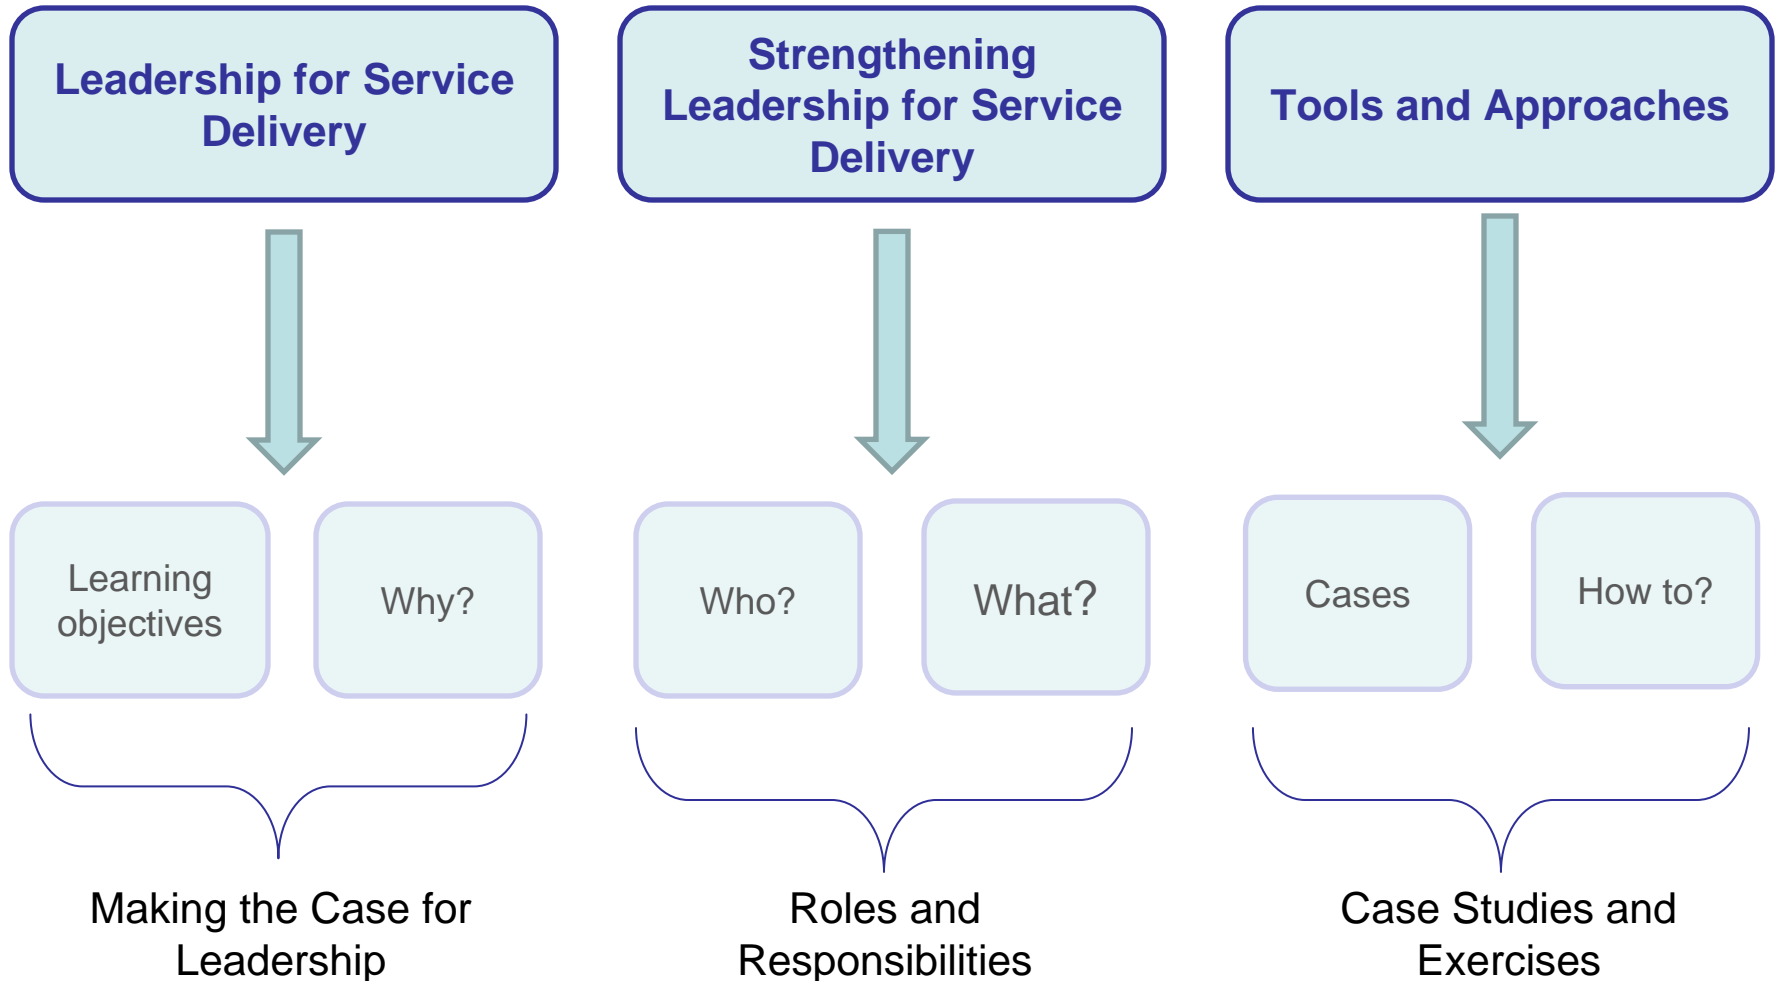 Leadership for Service
Delivery
Strengthening
Leadership for Service
Delivery
Tools and Approaches
Learning
objectives
Why?
Who?
What?
Cases
How to?
Making the Case for
Leadership
Roles and
Responsibilities
Case Studies and
Exercises